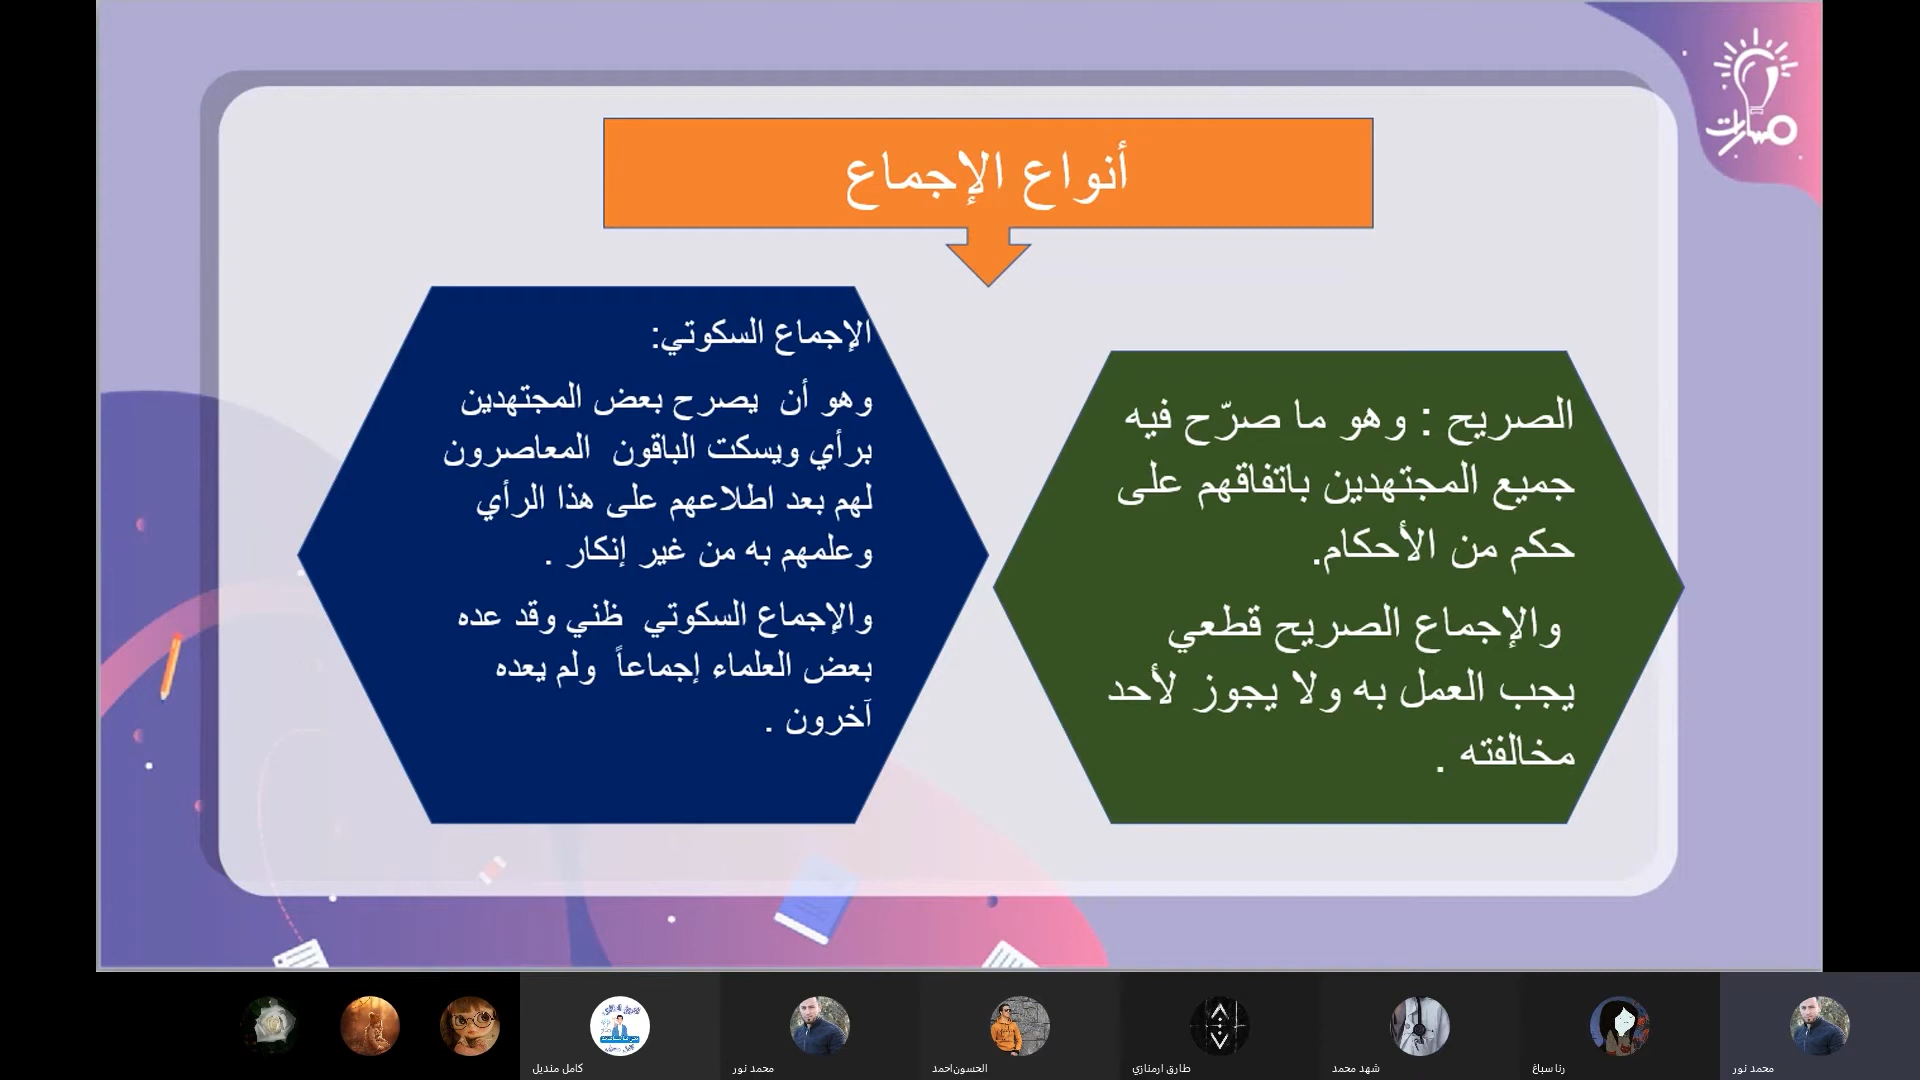 مسارات
أنواع الإجماع
الصريح : وهو ما صرّح فيه
جميع المجتهدين باتفاقهم على
حكم من الأحكام.
والإجماع الصريح قطعي
يجب العمل به ولا يجوز لأحد
مخالفته .
الإجماع السكوتي:
وهو أن يصرح بعض المجتهدين
برأي ويسكت الباقون المعاصرون
لهم بعد اطلاعهم على هذا الرأي
وعلمهم به من غير إنكار .
والإجماع السكوتي ظني وقد عده
بعض العلماء إجماعاً ولم يعده
آخرون .
محمد نور
رنا سباغ
شهد محمد
طارق ارمنازي
الحسون احمد
محمد نور
كامل منديل